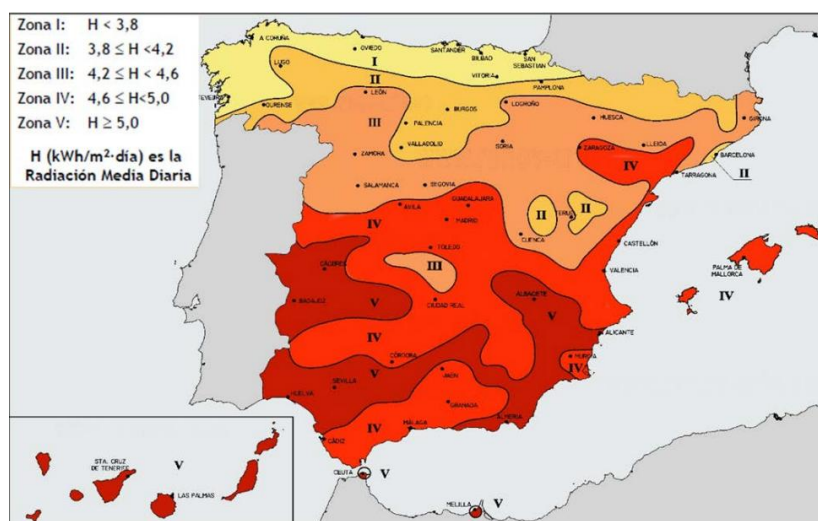 Zona I: H < 3,8
Zona II: 3,8 ≤ H <4,2
Zona III: 4,2 ≤ H < 4,6
Zona IV: 4,6 ≤ H<5,0
Zona V: H ≥ 5,0
H (kWh/m²·día) es la
Radiación Media Diaria
A CORUÑA
OVIEDO
SANTANDER
BILBAO
SAN
SEBASTIAN
LUGO
I
VITORIA
II
PAMPLONA
LEÓN
OURENSE
BURGOS
LOGROÑO
HUESCA
GIRONA
III
PALENCIA
VALLADOLID
SORIA
ZARAGOZA
LLEIDA
BARCELONA
ZAMORA
IV
TARRAGONA
II
SALAMANCA
SEGOVIA
GUADALAJARA
AVILA
IV
MADRID
II
II
CUENCA
CASTELLÓN
TOLEDO
III
VALENCIA
PALMA DE
MALLORCA
IV
CÁCERES
BADAJOZ
V
CIUDAD REAL
ALBACETE
V
IV
ALICANTE
CÓRDOBA
MURCIA
IV
V
JAÉN
SEVILLA
HUELVA
GRANADA
IV
MÁLAGA
ALMERIA
CÁDIZ
STA. CRUZ
DE TENERIFE
V
LAS PALMAS
CEUTA
V
MELILLA
V